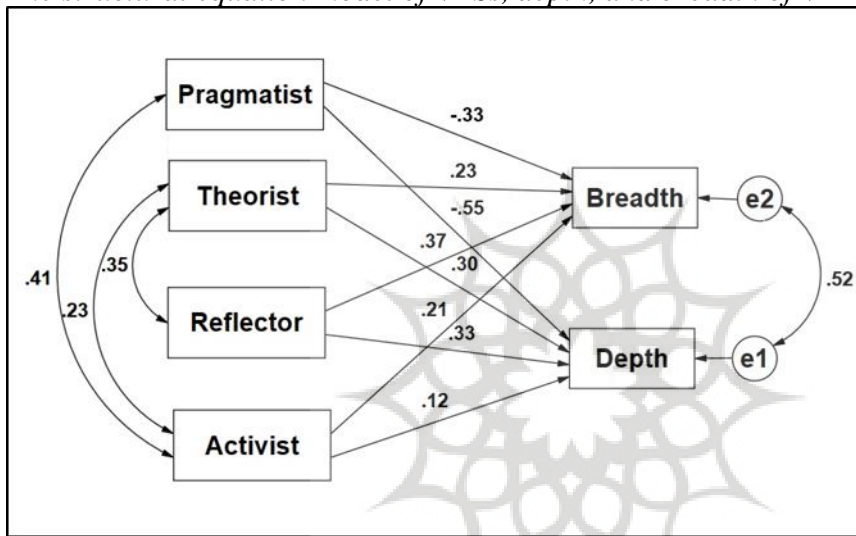 Pragmatist
Theorist
Reflector
Activist
Breadth
Depth
e2
e1
-.33
.23
-.55
.37
.30
.21
.33
.12
.41
.23
.35
.52